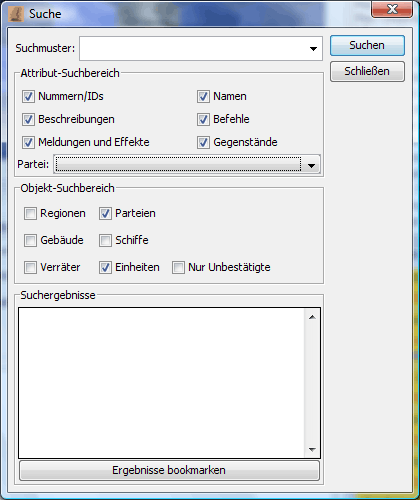 Suche
Suchmuster:
Suchen
Schließen
Attribut-Suchbereich
Nummern/IDs
Namen
Beschreibungen
Befehle
Meldungen und Effekte
Gegenstände
Partei:
Objekt-Suchbereich
Regionen
Parteien
Gebäude
Schiffe
Verräter
Einheiten
Nur Unbestätigte
Suchergebnisse
Ergebnisse bookmarken